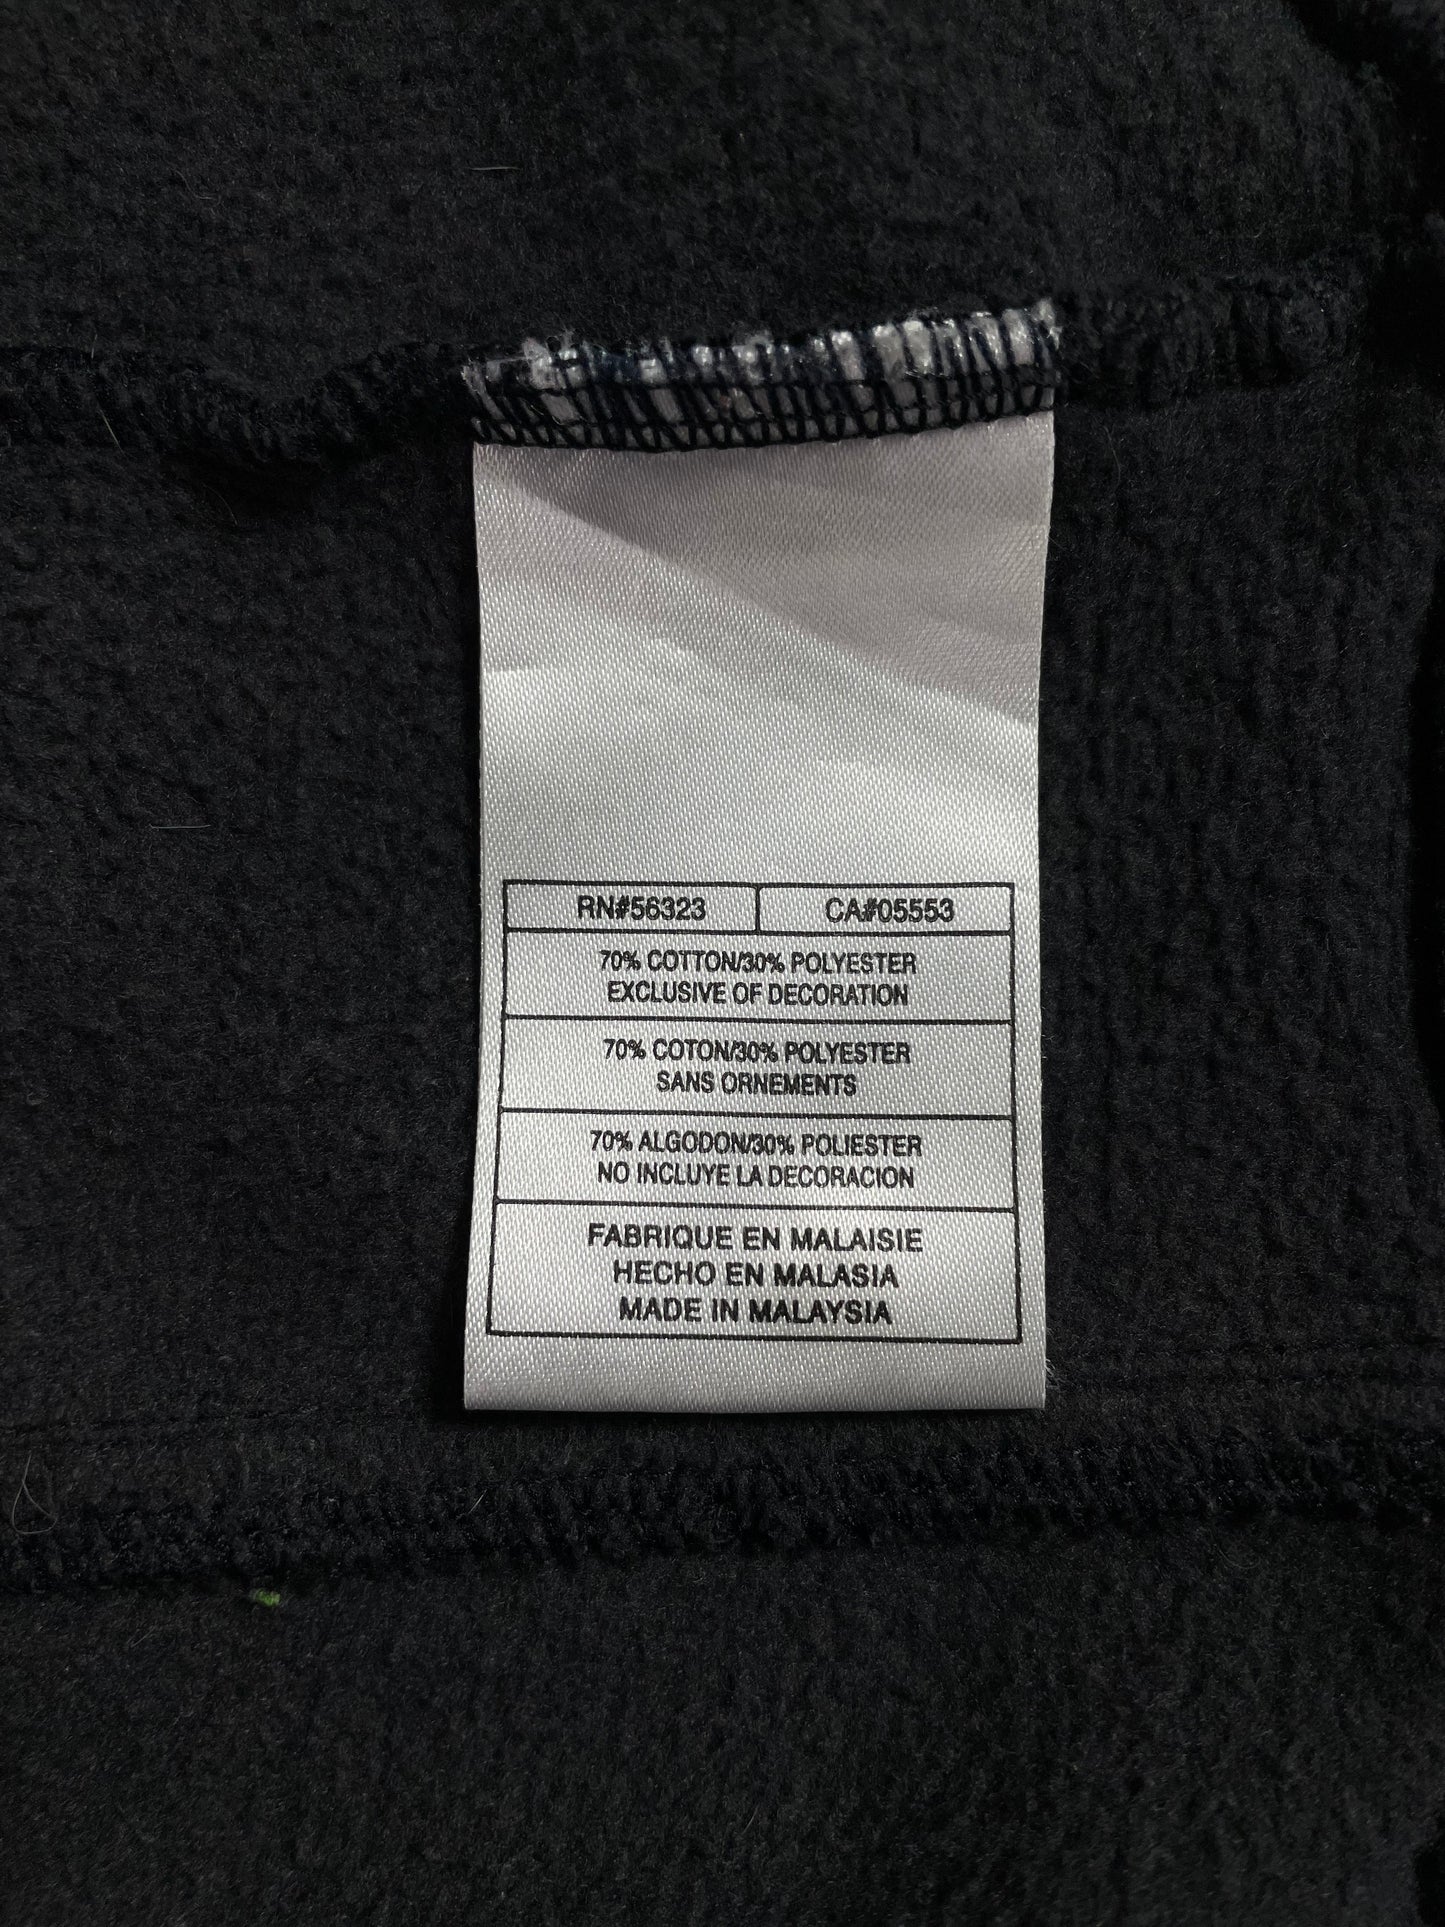 RN#56323 CA#05553
70% COTTON/30% POLYESTER
EXCLUSIVE OF DECORATION
70% COTON/30% POLYESTER
SANS ORNEMENTS
70% ALGODON/30% POLIESTER
NO INCLUYE LA DECORACION
FABRIQUE EN MALAISIE
HECHO EN MALASIA
MADE IN MALAYSIA